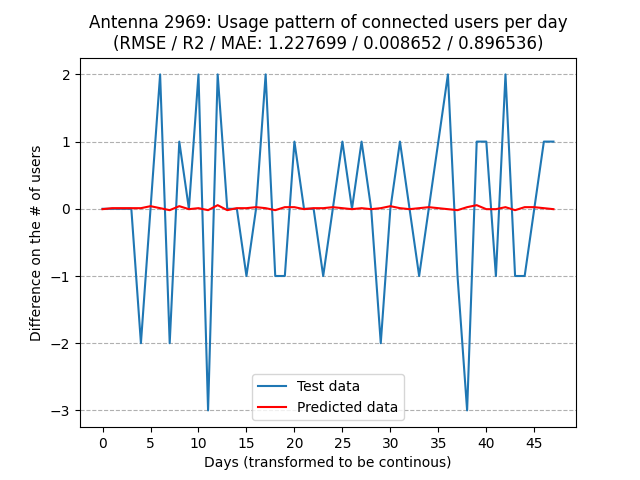 Antenna 2969: Usage pattern of connected users per day
(RMSE / R2 / MAE: 1.227699 / 0.008652 / 0.896536)
Difference on the # of users
2
1
0
−1
−2
−3
Test data
Predicted data
0 5 10 15 20 25 30 35 40 45
Days (transformed to be continous)